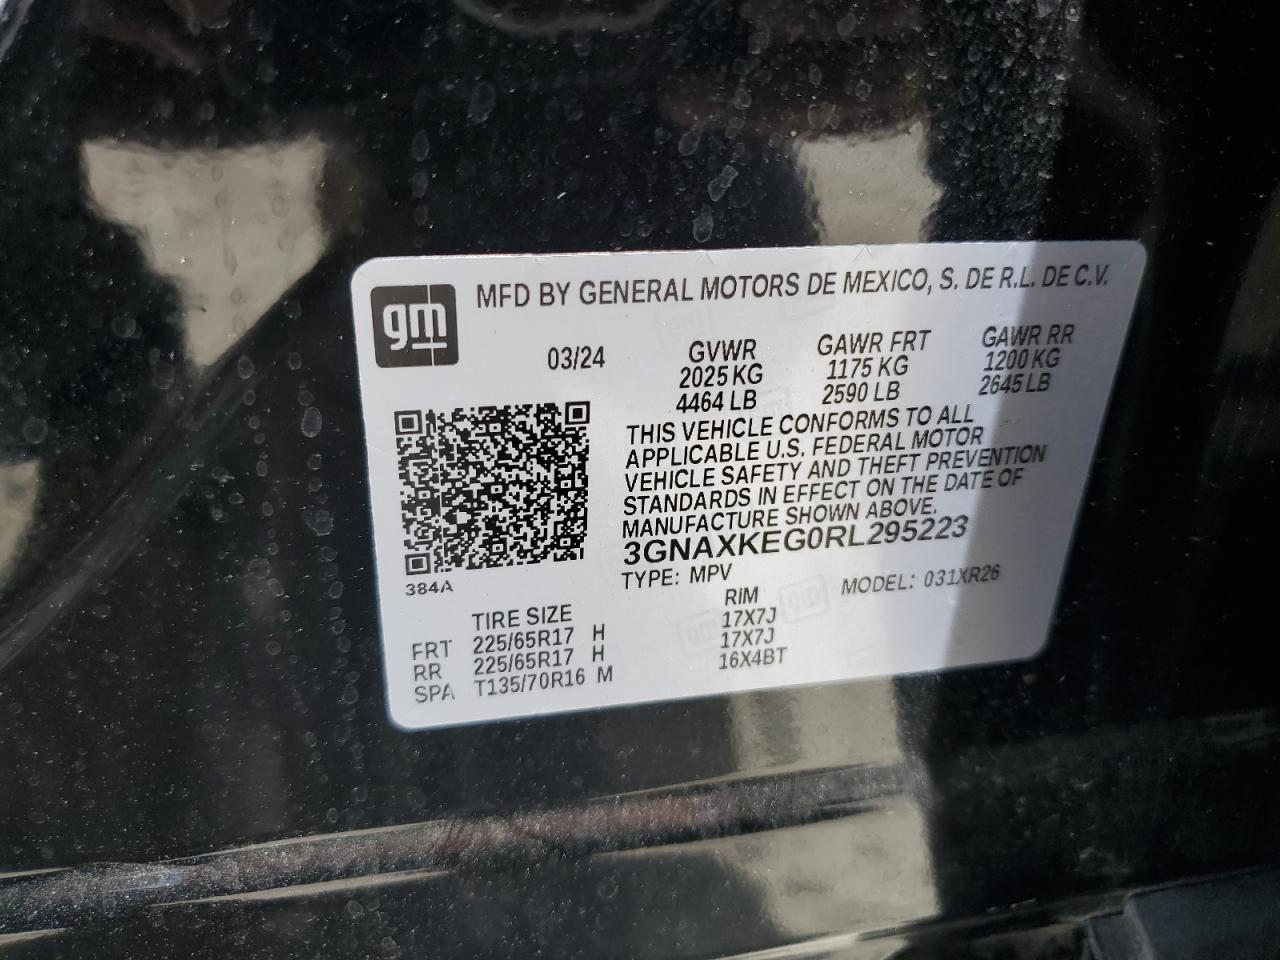 MFD BY GENERAL MOTORS DE MEXICO, S. DE R.L. DE C.V.
gm
03/24
GVWR GAWR FRT GAWR RR
2025 KG 1175 KG 1200 KG
4464 LB 2590 LB 2645 LB
THIS VEHICLE CONFORMS TO ALL
APPLICABLE U.S. FEDERAL MOTOR
VEHICLE SAFETY AND THEFT PREVENTION
STANDARDS IN EFFECT ON THE DATE OF
MANUFACTURE SHOWN ABOVE.
3GNAXKEG0RL295223
TYPE: MPV MODEL: 031XR26
384A
TIRE SIZE RIM
FRT 225/65R17 H 17X7J
RR 225/65R17 H 17X7J
SPA T135/70R16 M 16X4BT